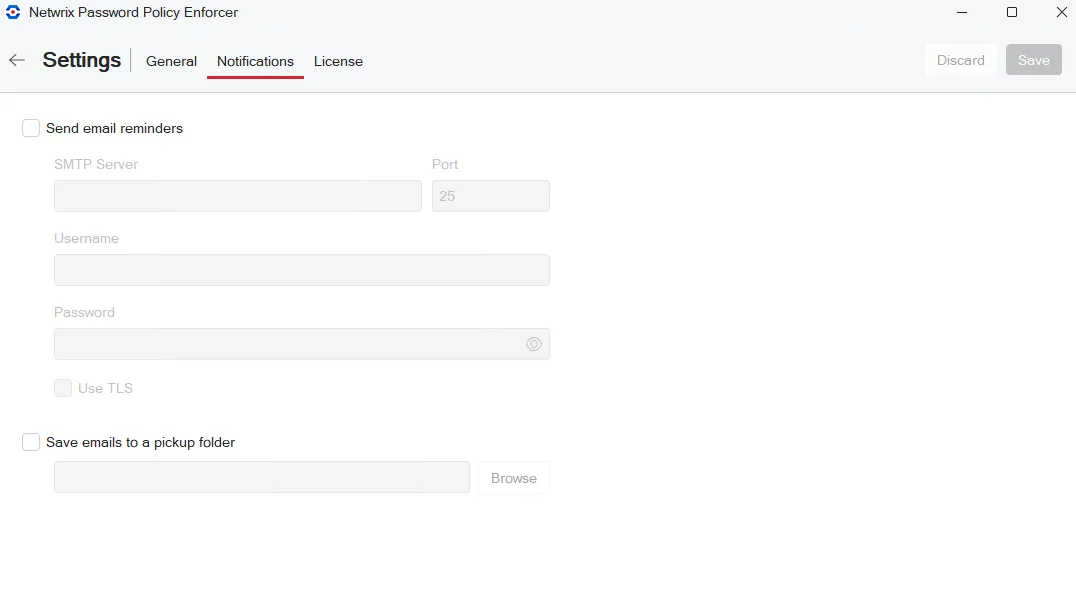 Netwrix Password Policy Enforcer
Settings General Notifications License Discard Save
Send email reminders
SMTP Server Port
25
Username
Password
Use TLS
Save emails to a pickup folder
Browse